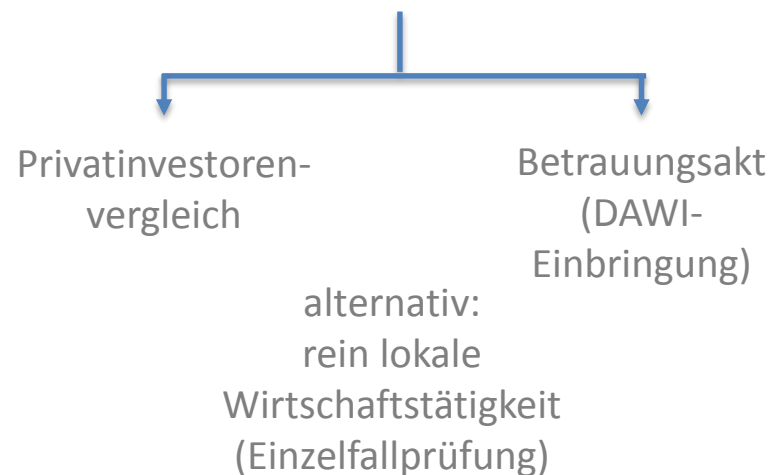 Privatinvestoren-
vergleich
Betrauungsakt
(DAWI-
Einbringung)
alternativ:
rein lokale
Wirtschaftstätigkeit
(Einzelfallprüfung)